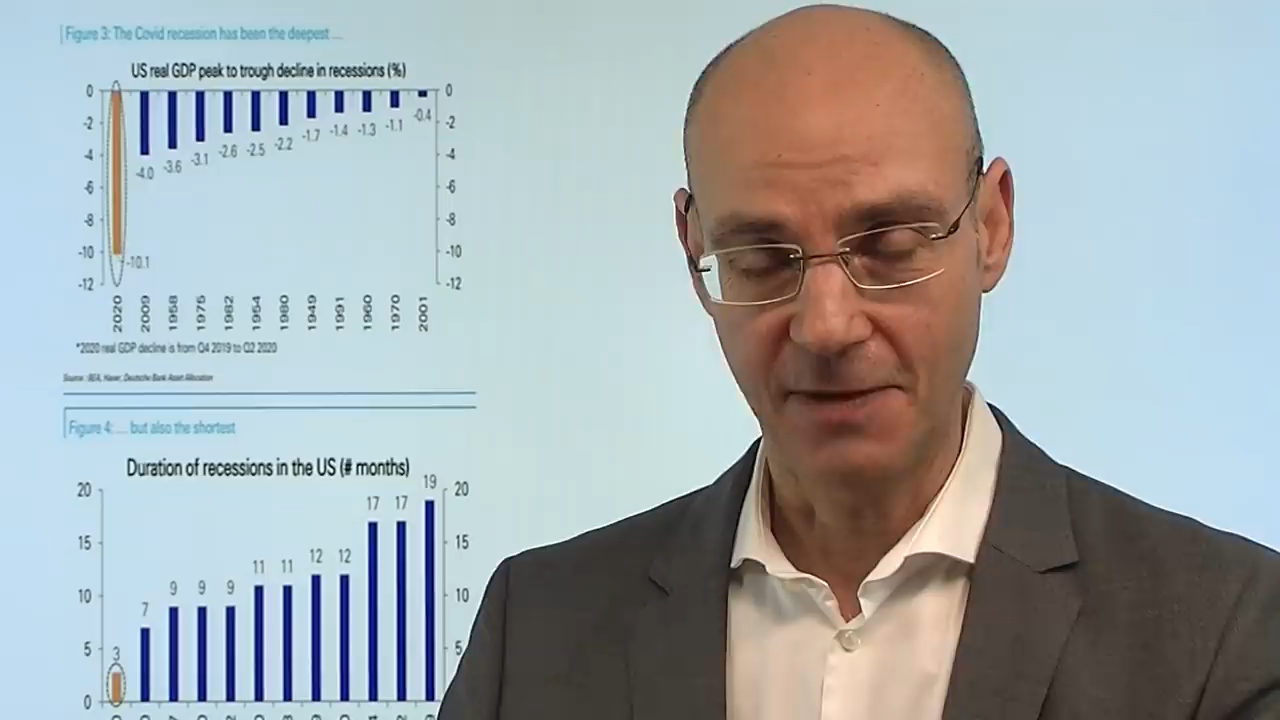 Figure 3: The Covid recession has been the deepest ...
US real GDP peak to trough decline in recessions (%)
0 0
-2 -2
-4 -4
-6 -6
-8 -8
-10 -10
-12 -12
-10.1 -4.0 -3.6 -3.1 -2.6 -2.5 -2.2 -1.7 -1.4 -1.3 -1.1 -0.4
2020 2009 1958 1975 1982 1954 1980 1949 1991 1960 1970 2001
*2020 real GDP decline is from Q4 2019 to Q2 2020
Source: BEA, Haver, Deutsche Bank Asset Allocation
Figure 4: ... but also the shortest
Duration of recessions in the US (# months)
20 20
15 15
10 10
5 5
0
3 7 9 9 9 11 11 12 12 17 17 19